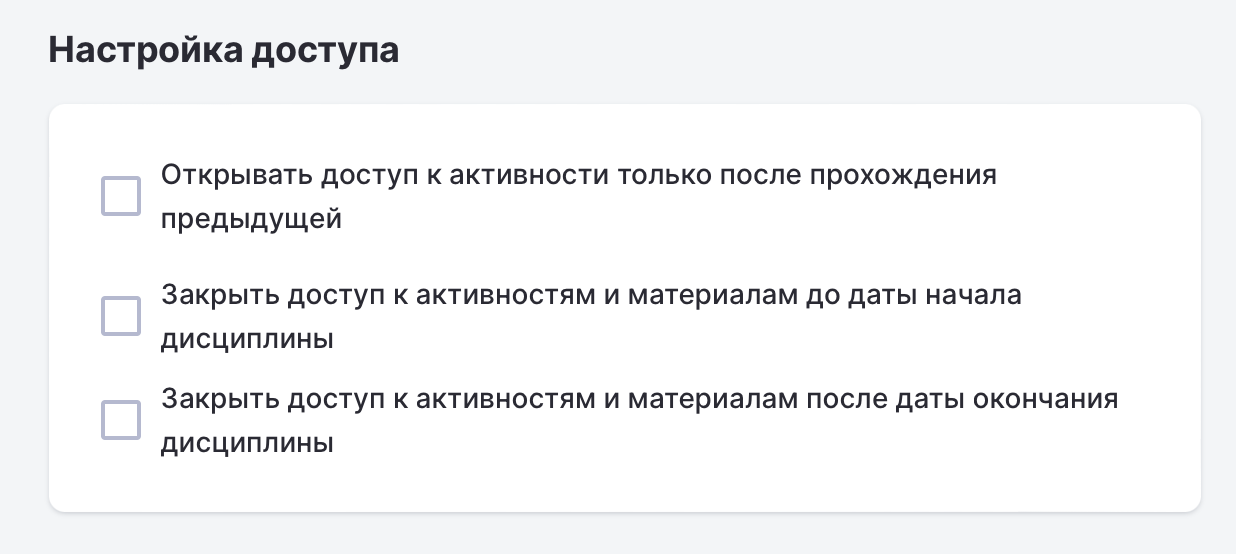 Настройка доступа
Открывать доступ к активности только после прохождения
предыдущей
Закрыть доступ к активностям и материалам до даты начала
дисциплины
Закрыть доступ к активностям и материалам после даты окончания
дисциплины